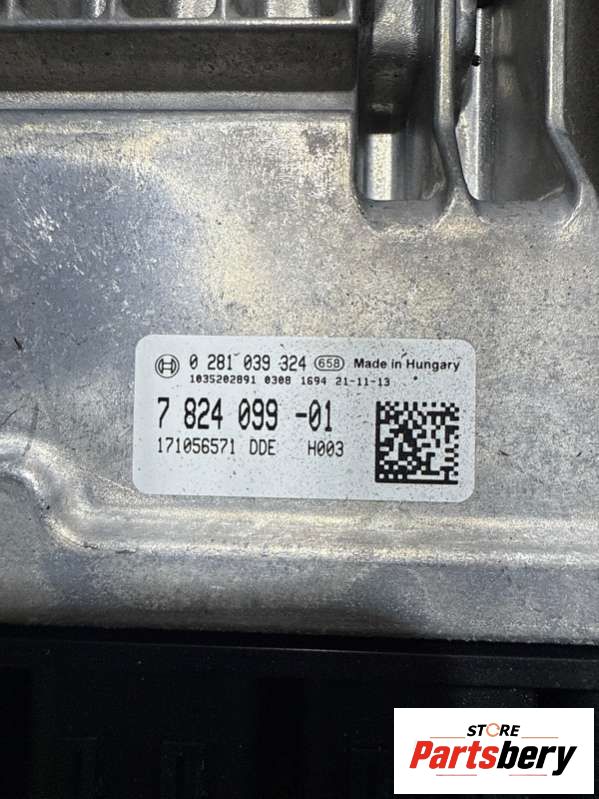 0 281 039 324 658 Made in Hungary
1035202891 0308 1694 21-11-13
7 824 099 -01
171056571 DDE H003
STORE
Partsbery